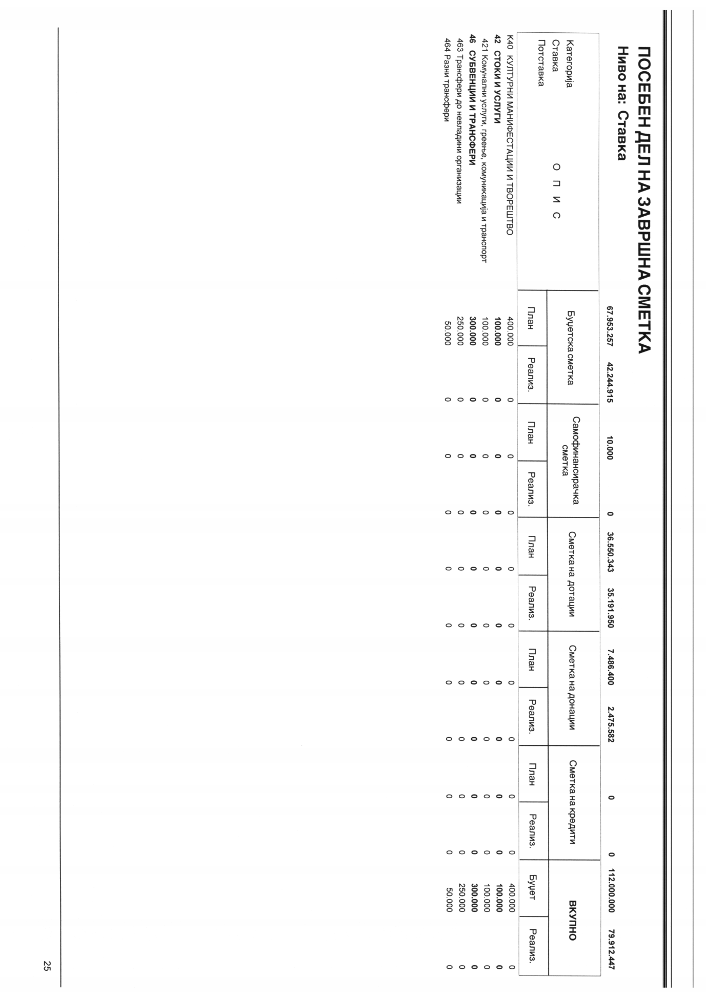 ПОСЕБЕН ДЕЛ НА ЗАВРШНА СМЕТКА
Ниво на: Ставка
67.953.257 42.244.915 10.000 0 36.550.343 35.191.950 7.486.400 2.475.582 0 0 112.000.000 79.912.447
Категорија
Ставка
Потставка
О П И С
Буџетска сметка
Самофинансирачка
сметка
Сметка на дотации
Сметка на донации
Сметка на кредити
ВКУПНО
План Реализ. План Реализ. План Реализ. План Реализ. План Реализ. Буџет Реализ.
К40 КУЛТУРНИ МАНИФЕСТАЦИИ И ТВОРЕШТВО 400.000 0 0 0 0 0 0 0 0 0 400.000 0
42 СТОКИ И УСЛУГИ 100.000 0 0 0 0 0 0 0 0 0 100.000 0
421 Комунални услуги, греење, комуникација и транспорт 100.000 0 0 0 0 0 0 0 0 0 100.000 0
46 СУБВЕНЦИИ И ТРАНСФЕРИ 300.000 0 0 0 0 0 0 0 0 0 300.000 0
463 Трансфери до невладини организации 250.000 0 0 0 0 0 0 0 0 0 250.000 0
464 Разни трансфери 50.000 0 0 0 0 0 0 0 0 0 50.000 0
25